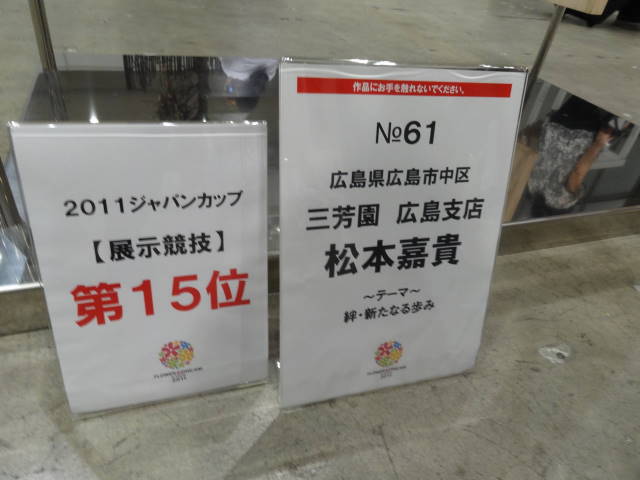 2011ジャパンカップ
【展示競技】
第15位
作品にお手を触れないでください。
№61
広島県広島市中区
三芳園 広島支店
松本嘉貴
～テーマ～
絆・新たなる歩み
2011